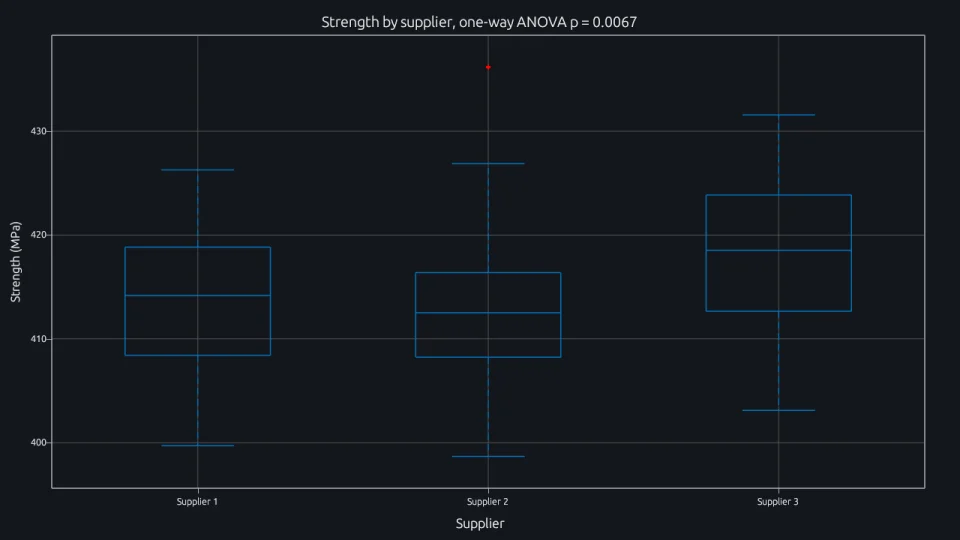 Strength by supplier, one-way ANOVA p = 0.0067
Strength (MPa)
430
420
410
400
Supplier 1
Supplier 2
Supplier 3
Supplier